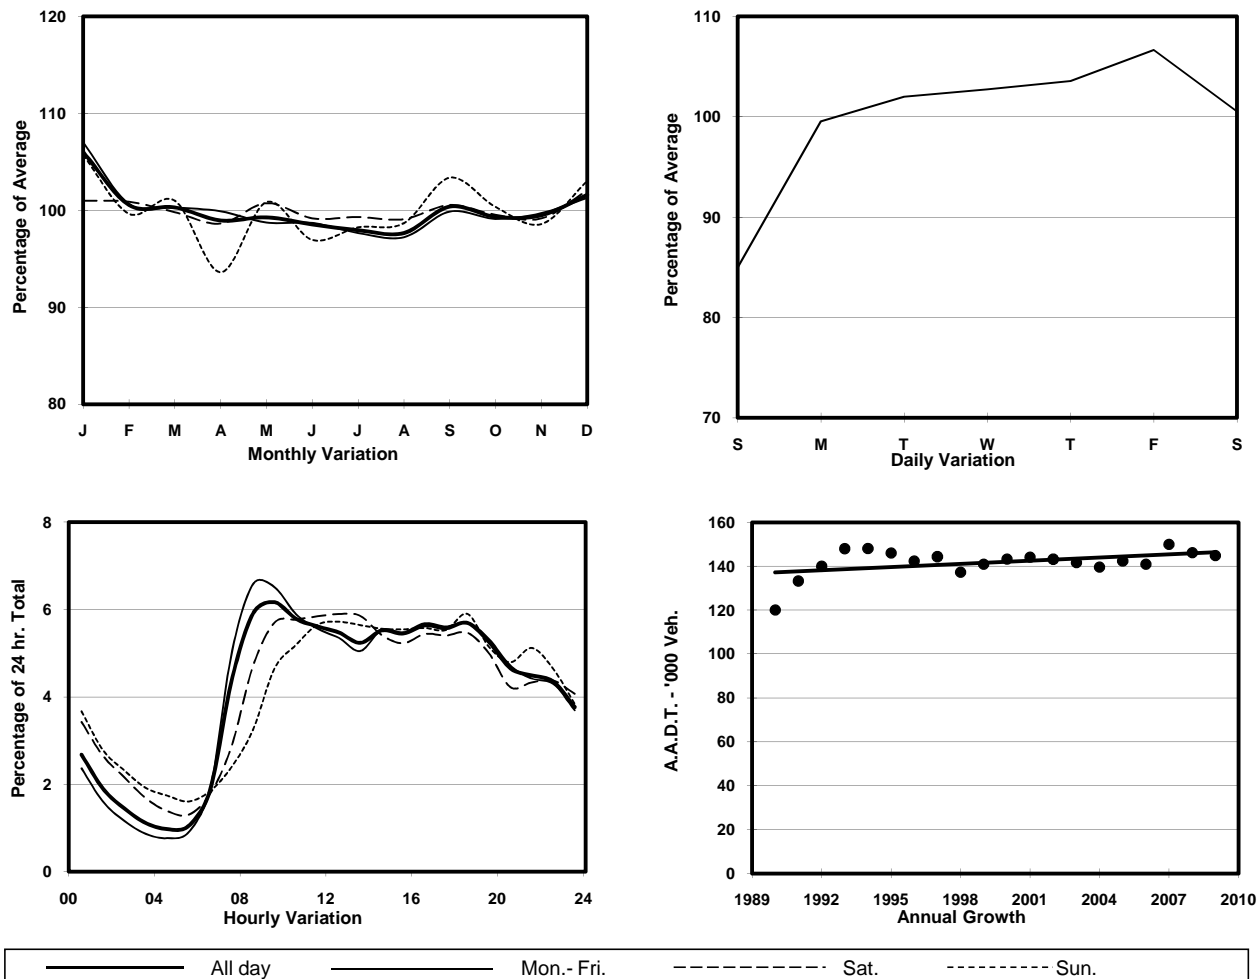 120
110
100
90
80
Percentage of Average
J F M A M J J A S O N D
Monthly Variation
110
100
90
80
70
Percentage of Average
S M T W T F S
Daily Variation
8
6
4
2
0
Percentage of 24 hr. Total
00 04 08 12 16 20 24
Hourly Variation
160
140
120
100
80
60
40
20
0
A.A.D.T. - '000 Veh.
1989 1992 1995 1998 2001 2004 2007 2010
Annual Growth
All day Mon.- Fri. Sat. Sun.